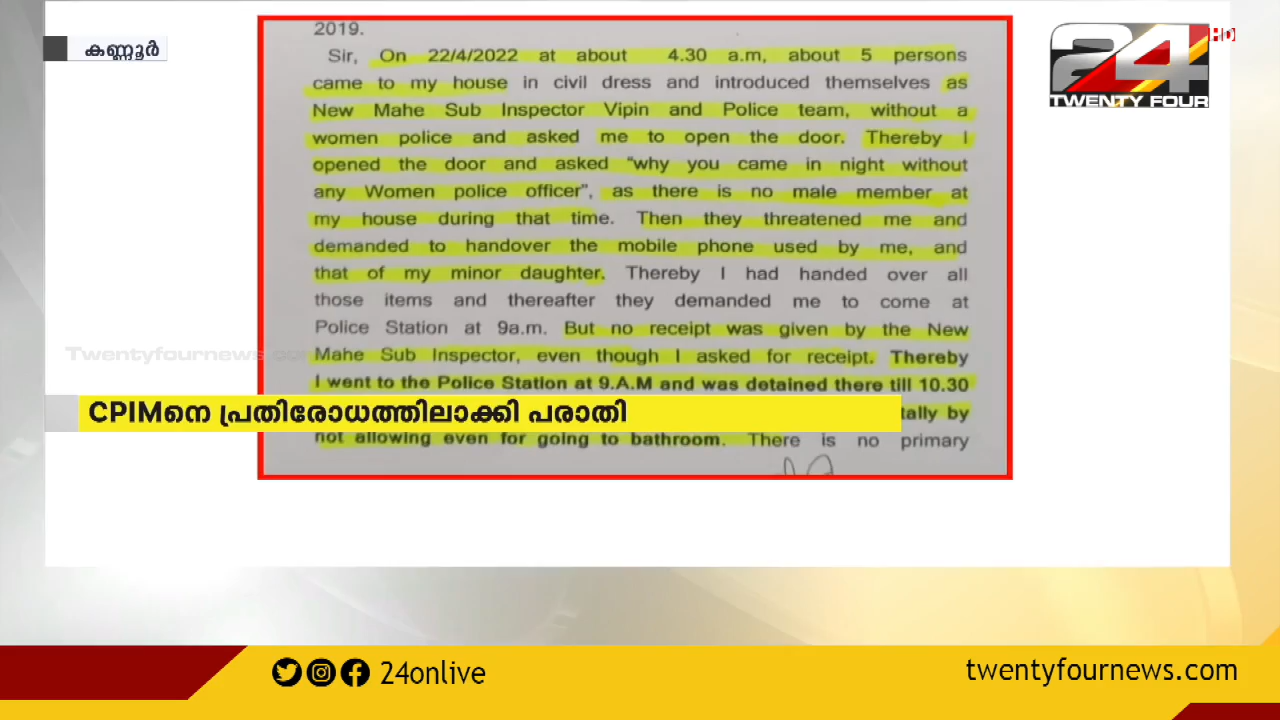 കണ്ണൂർ
24 HD
TWENTY FOUR
2019.
Sir, On 22/4/2022 at about 4.30 a.m, about 5 persons
came to my house in civil dress and introduced themselves as
New Mahe Sub Inspector Vipin and Police team, without a
women police and asked me to open the door. Thereby I
opened the door and asked “why you came in night without
any Women police officer”, as there is no male member at
my house during that time. Then they threatened me and
demanded to handover the mobile phone used by me, and
that of my minor daughter. Thereby I had handed over all
those items and thereafter they demanded me to come at
Police Station at 9a.m. But no receipt was given by the New
Mahe Sub Inspector, even though I asked for receipt. Thereby
I went to the Police Station at 9.A.M and was detained there till 10.30
tally by
not allowing even for going to bathroom. There is no primary
Twentyfournews.com
CPIMനെ പ്രതിരോധത്തിലാക്കി പരാതി
24onlive
twentyfournews.com